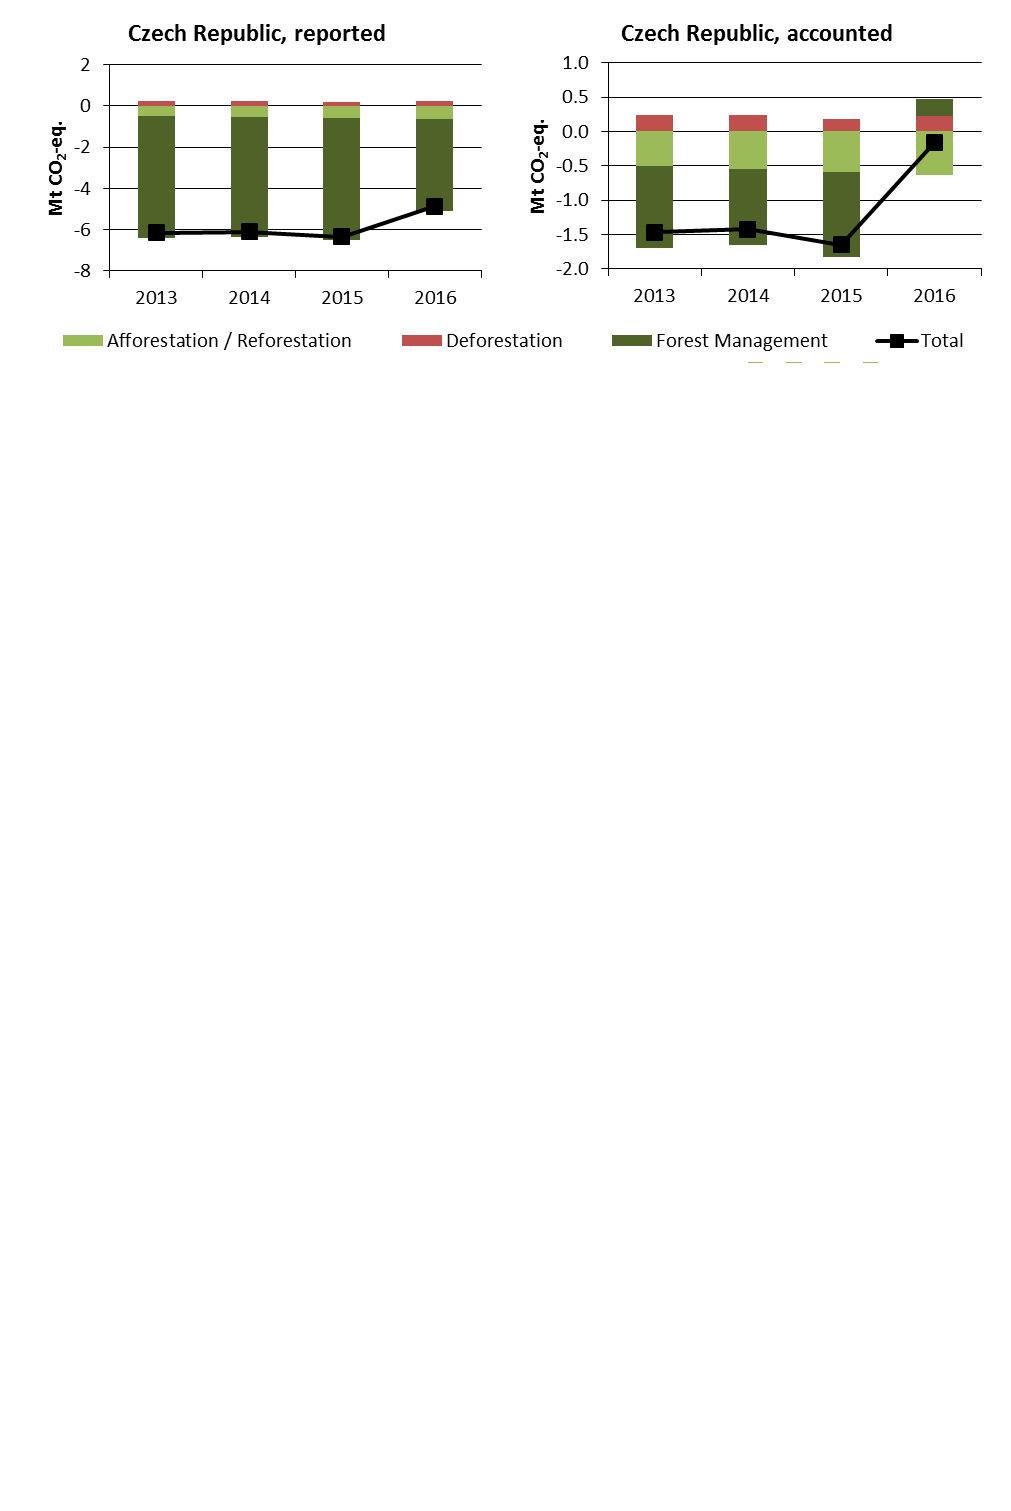 Czech Republic, reported
Mt CO₂-eq.
2
0
-2
-4
-6
-8
2013 2014 2015 2016
Czech Republic, accounted
Mt CO₂-eq.
1.0
0.5
0.0
-0.5
-1.0
-1.5
-2.0
2013 2014 2015 2016
Afforestation / Reforestation Deforestation Forest Management Total